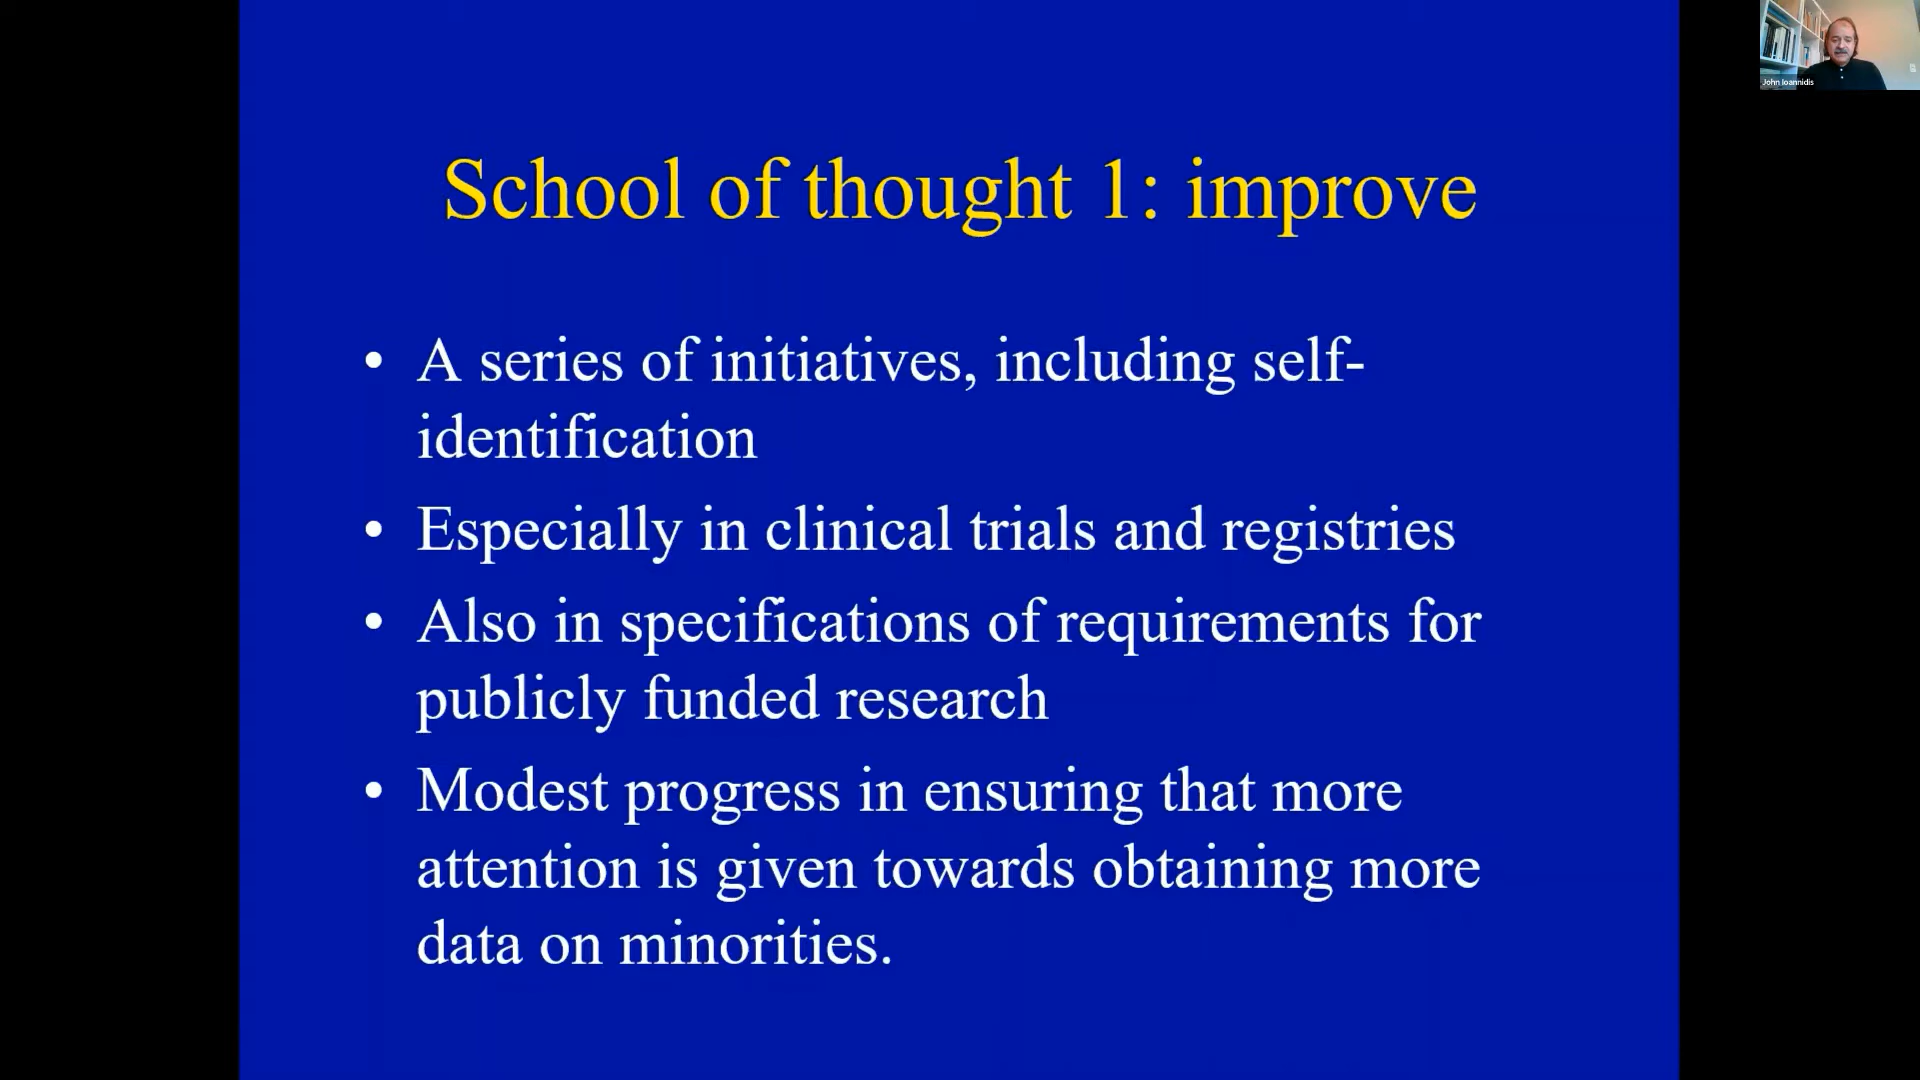 School of thought 1: improve
• A series of initiatives, including self-
identification
• Especially in clinical trials and registries
• Also in specifications of requirements for
publicly funded research
• Modest progress in ensuring that more
attention is given towards obtaining more
data on minorities.
John Ioannidis